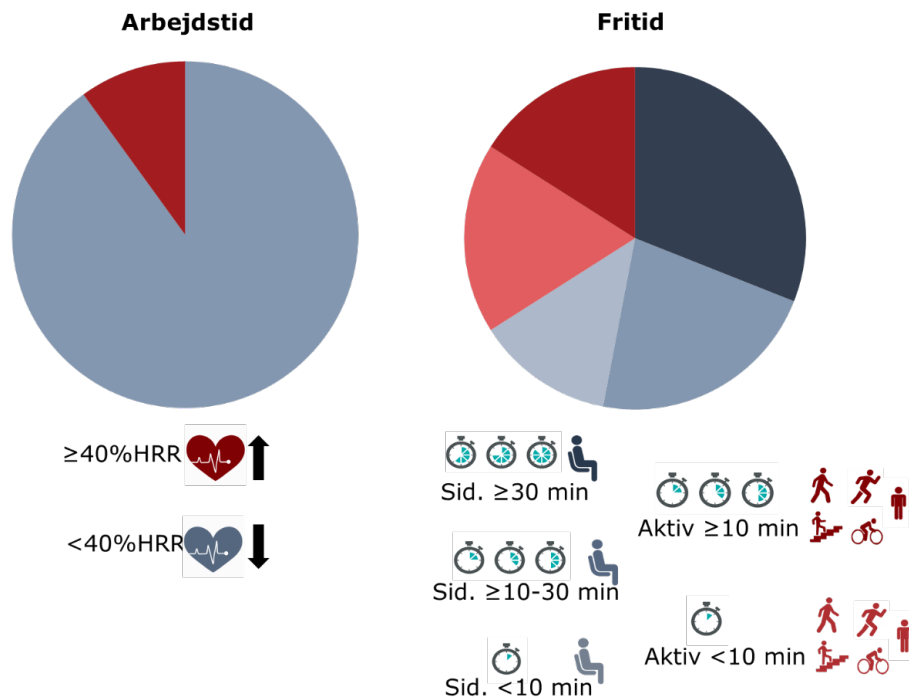 Arbejdstid
Fritid
≥40%HRR
<40%HRR
Sid. ≥30 min
Sid. ≥10-30 min
Sid. <10 min
Aktiv ≥10 min
Aktiv <10 min